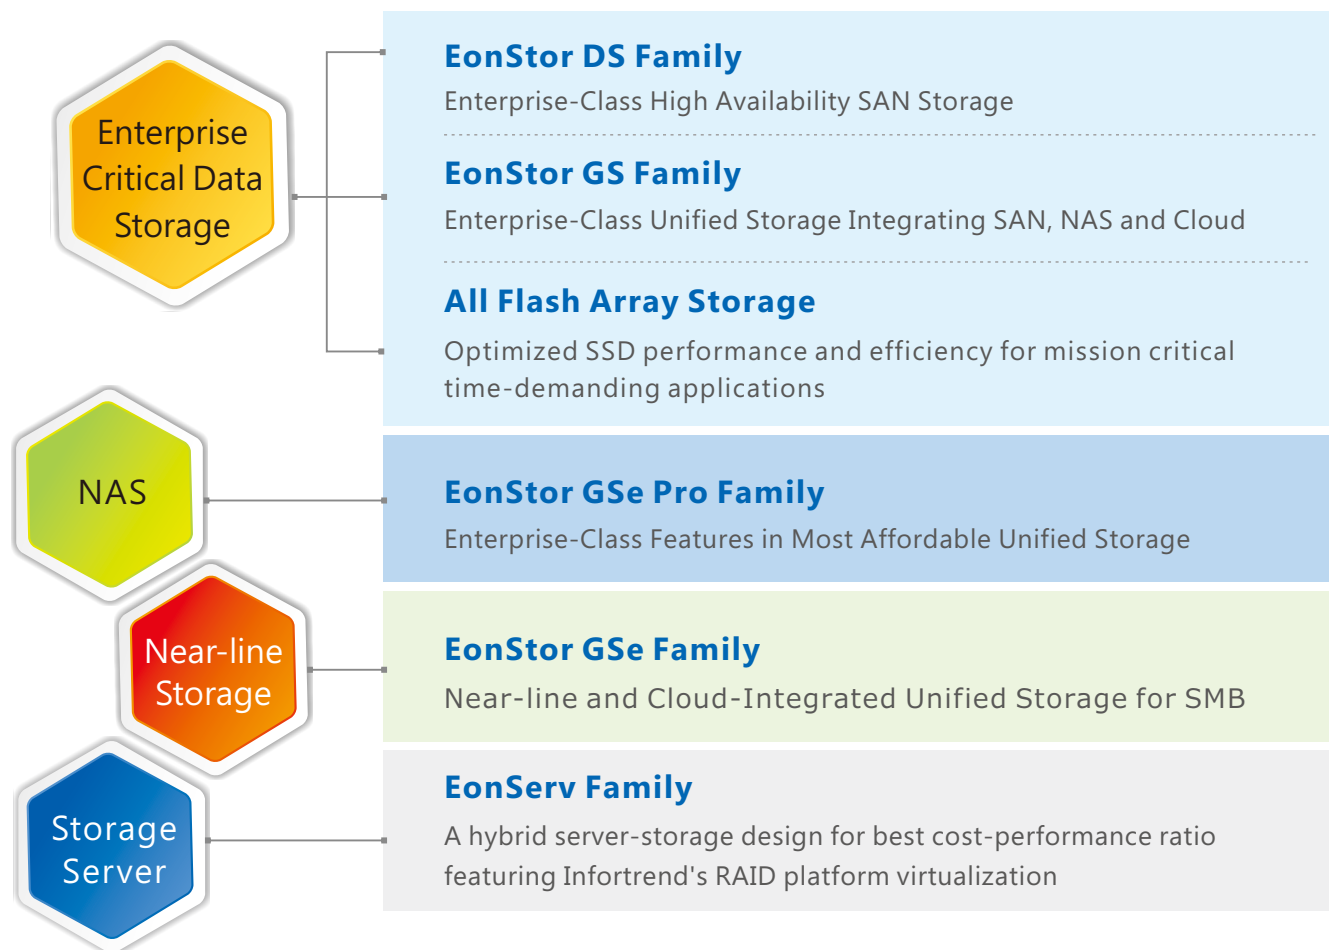 Enterprise
Critical Data
Storage
EonStor DS Family
Enterprise-Class High Availability SAN Storage
EonStor GS Family
Enterprise-Class Unified Storage Integrating SAN, NAS and Cloud
All Flash Array Storage
Optimized SSD performance and efficiency for mission critical
time-demanding applications
NAS
EonStor GSe Pro Family
Enterprise-Class Features in Most Affordable Unified Storage
Near-line
Storage
EonStor GSe Family
Near-line and Cloud-Integrated Unified Storage for SMB
Storage
Server
EonServ Family
A hybrid server-storage design for best cost-performance ratio
featuring Infortrend's RAID platform virtualization